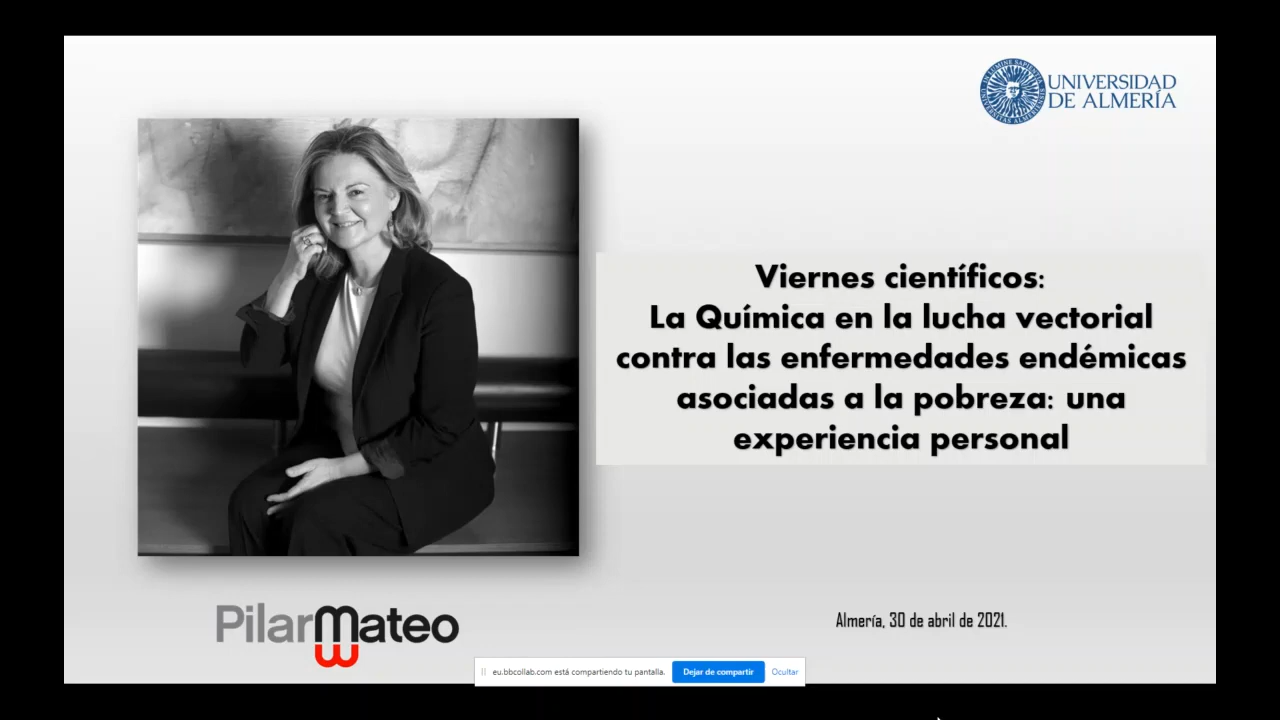 UNIVERSIDAD
DE ALMERÍA
Viernes científicos:
La Química en la lucha vectorial
contra las enfermedades endémicas
asociadas a la pobreza: una
experiencia personal
PilarMateo
Almería, 30 de abril de 2021.
eu.bbcollab.com está compartiendo tu pantalla.
Dejar de compartir
Ocultar